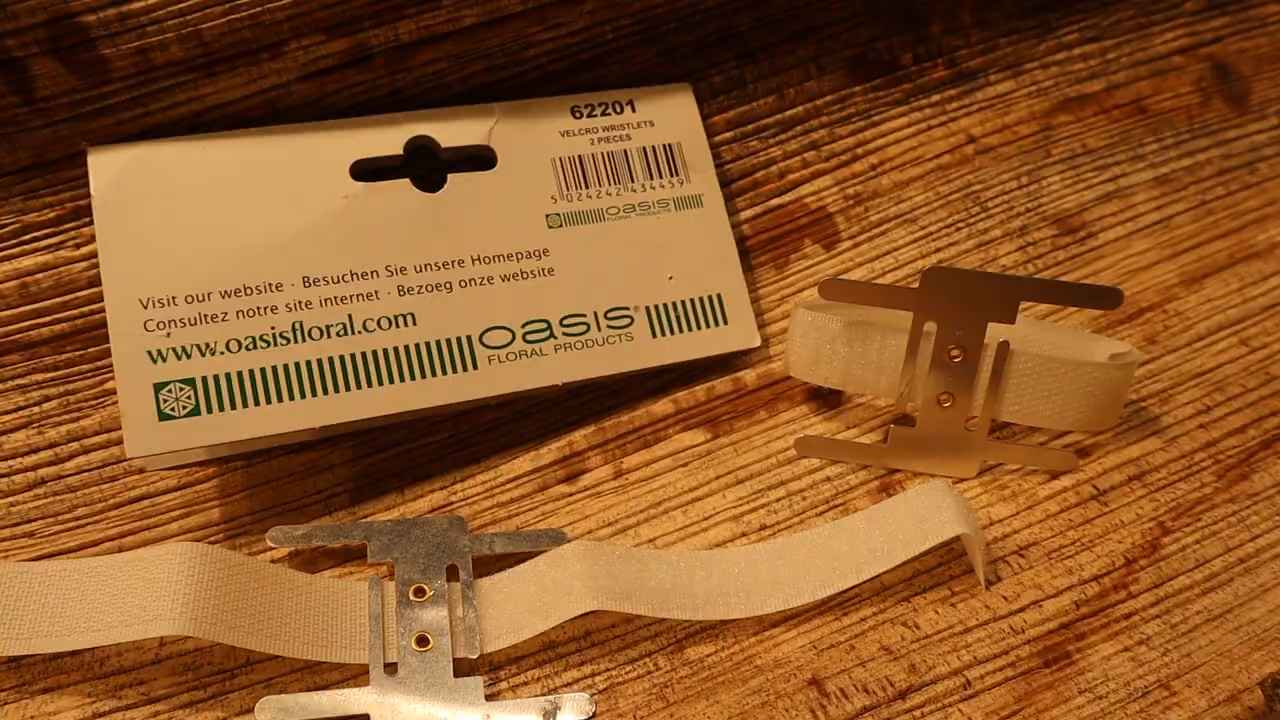 62201
VELCRO WRISTLETS
2 PIECES
5 024242 434459
OASIS®
FLORAL PRODUCTS
Visit our website · Besuchen Sie unsere Homepage
Consultez notre site internet · Bezoeg onze website
www.oasisfloral.com
OASIS®
FLORAL PRODUCTS